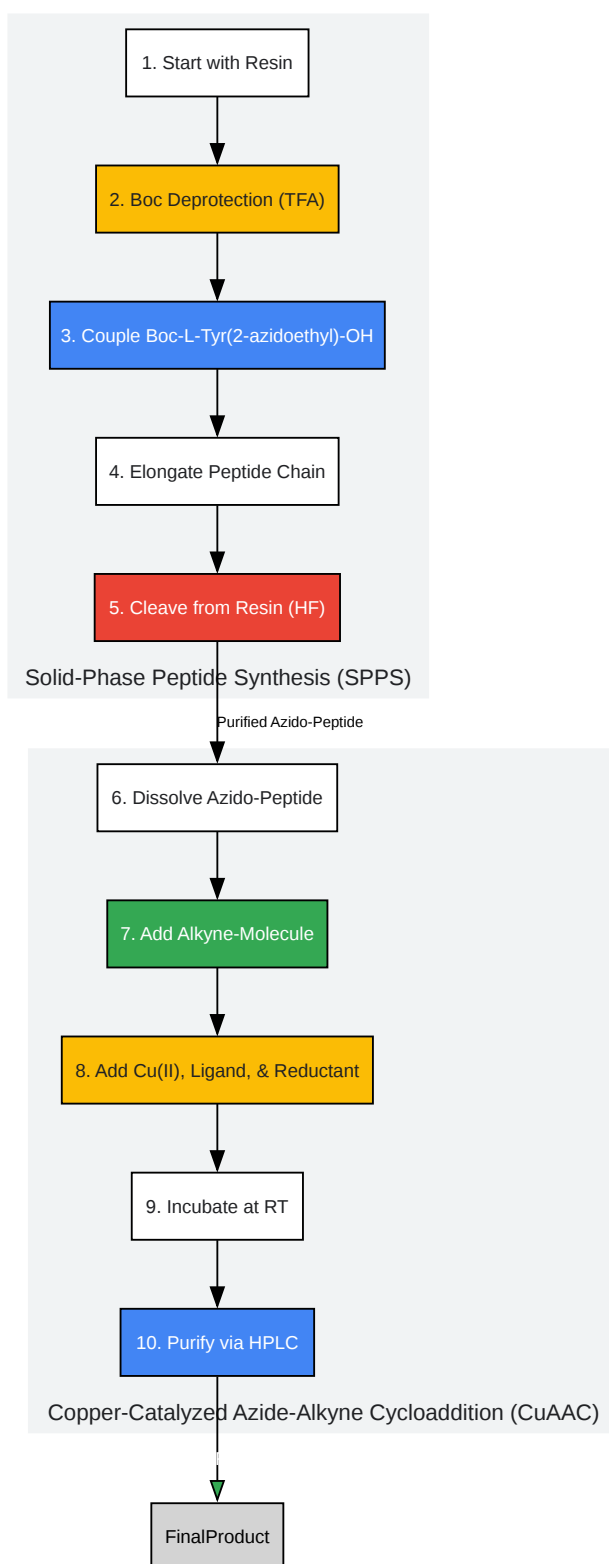 1. Start with Resin
2. Boc Deprotection (TFA)
3. Couple Boc-L-Tyr(2-azidoethyl)-OH
4. Elongate Peptide Chain
5. Cleave from Resin (HF)
Solid-Phase Peptide Synthesis (SPPS)
Purified Azido-Peptide
6. Dissolve Azido-Peptide
7. Add Alkyne-Molecule
8. Add Cu(II), Ligand, & Reductant
9. Incubate at RT
10. Purify via HPLC
Copper-Catalyzed Azide-Alkyne Cycloaddition (CuAAC)
FinalProduct